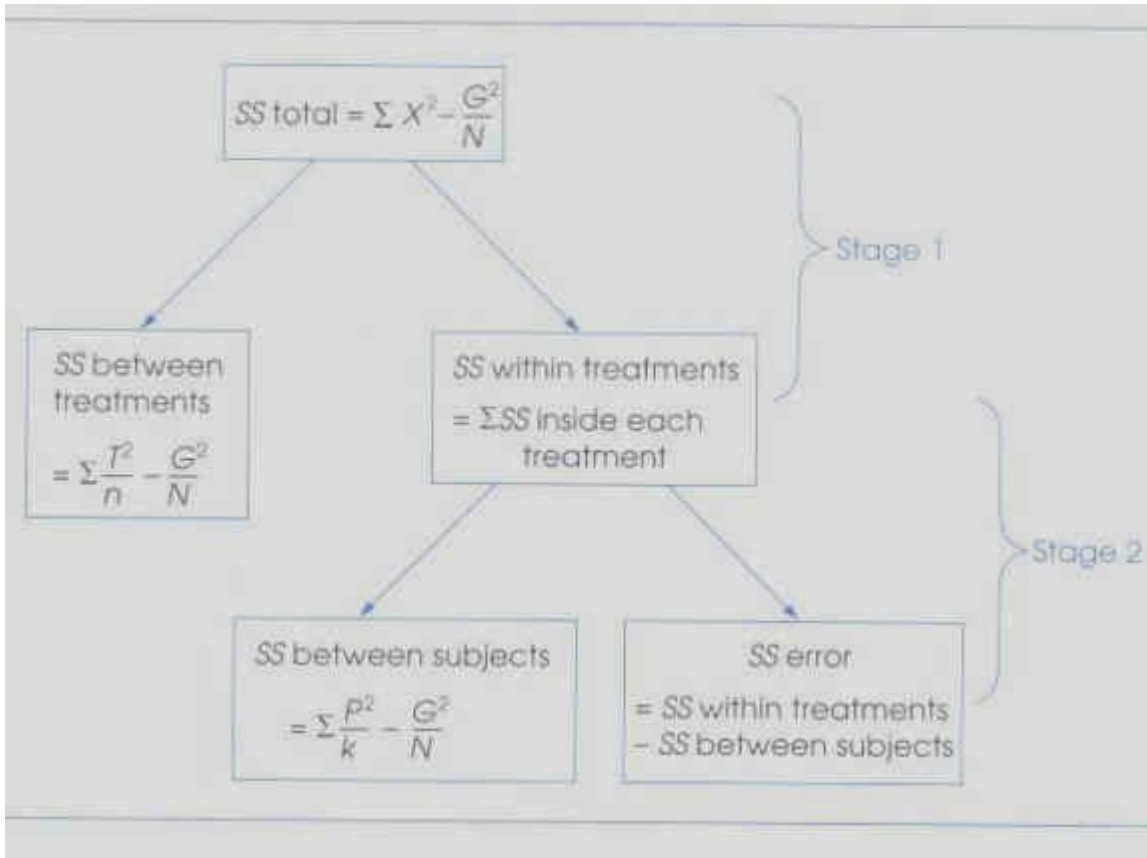 SS total = Σ X² − G²/N
Stage 1
SS between
treatments
= Σ T²/n − G²/N
SS within treatments
= ΣSS inside each
treatment
Stage 2
SS between subjects
= Σ P²/k − G²/N
SS error
= SS within treatments
− SS between subjects